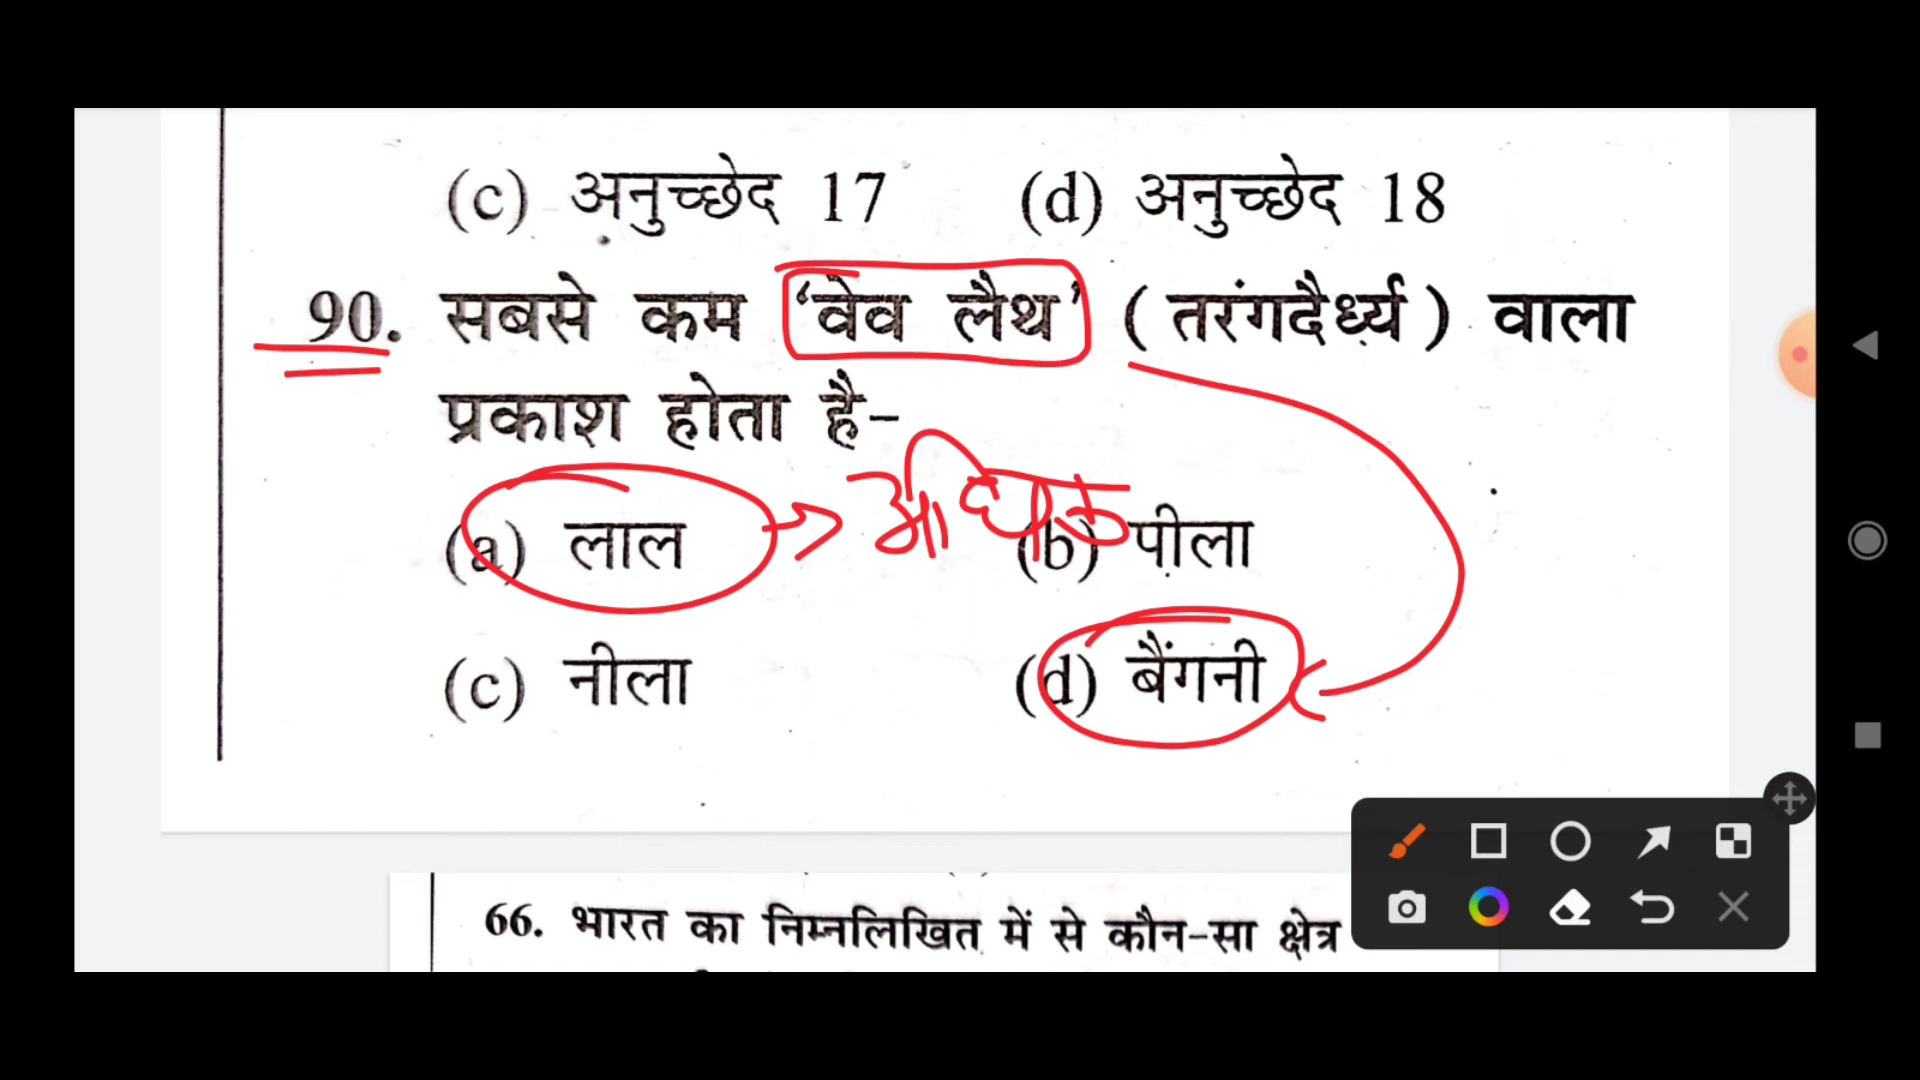 (c) अनुच्छेद 17 (d) अनुच्छेद 18
90. सबसे कम ‘वेव लैंथ’ ( तरंगदैर्ध्य ) वाला
प्रकाश होता है-
अधिक
(a) लाल (b) पीला
(c) नीला (d) बैंगनी
66. भारत का निम्नलिखित में से कौन-सा क्षेत्र